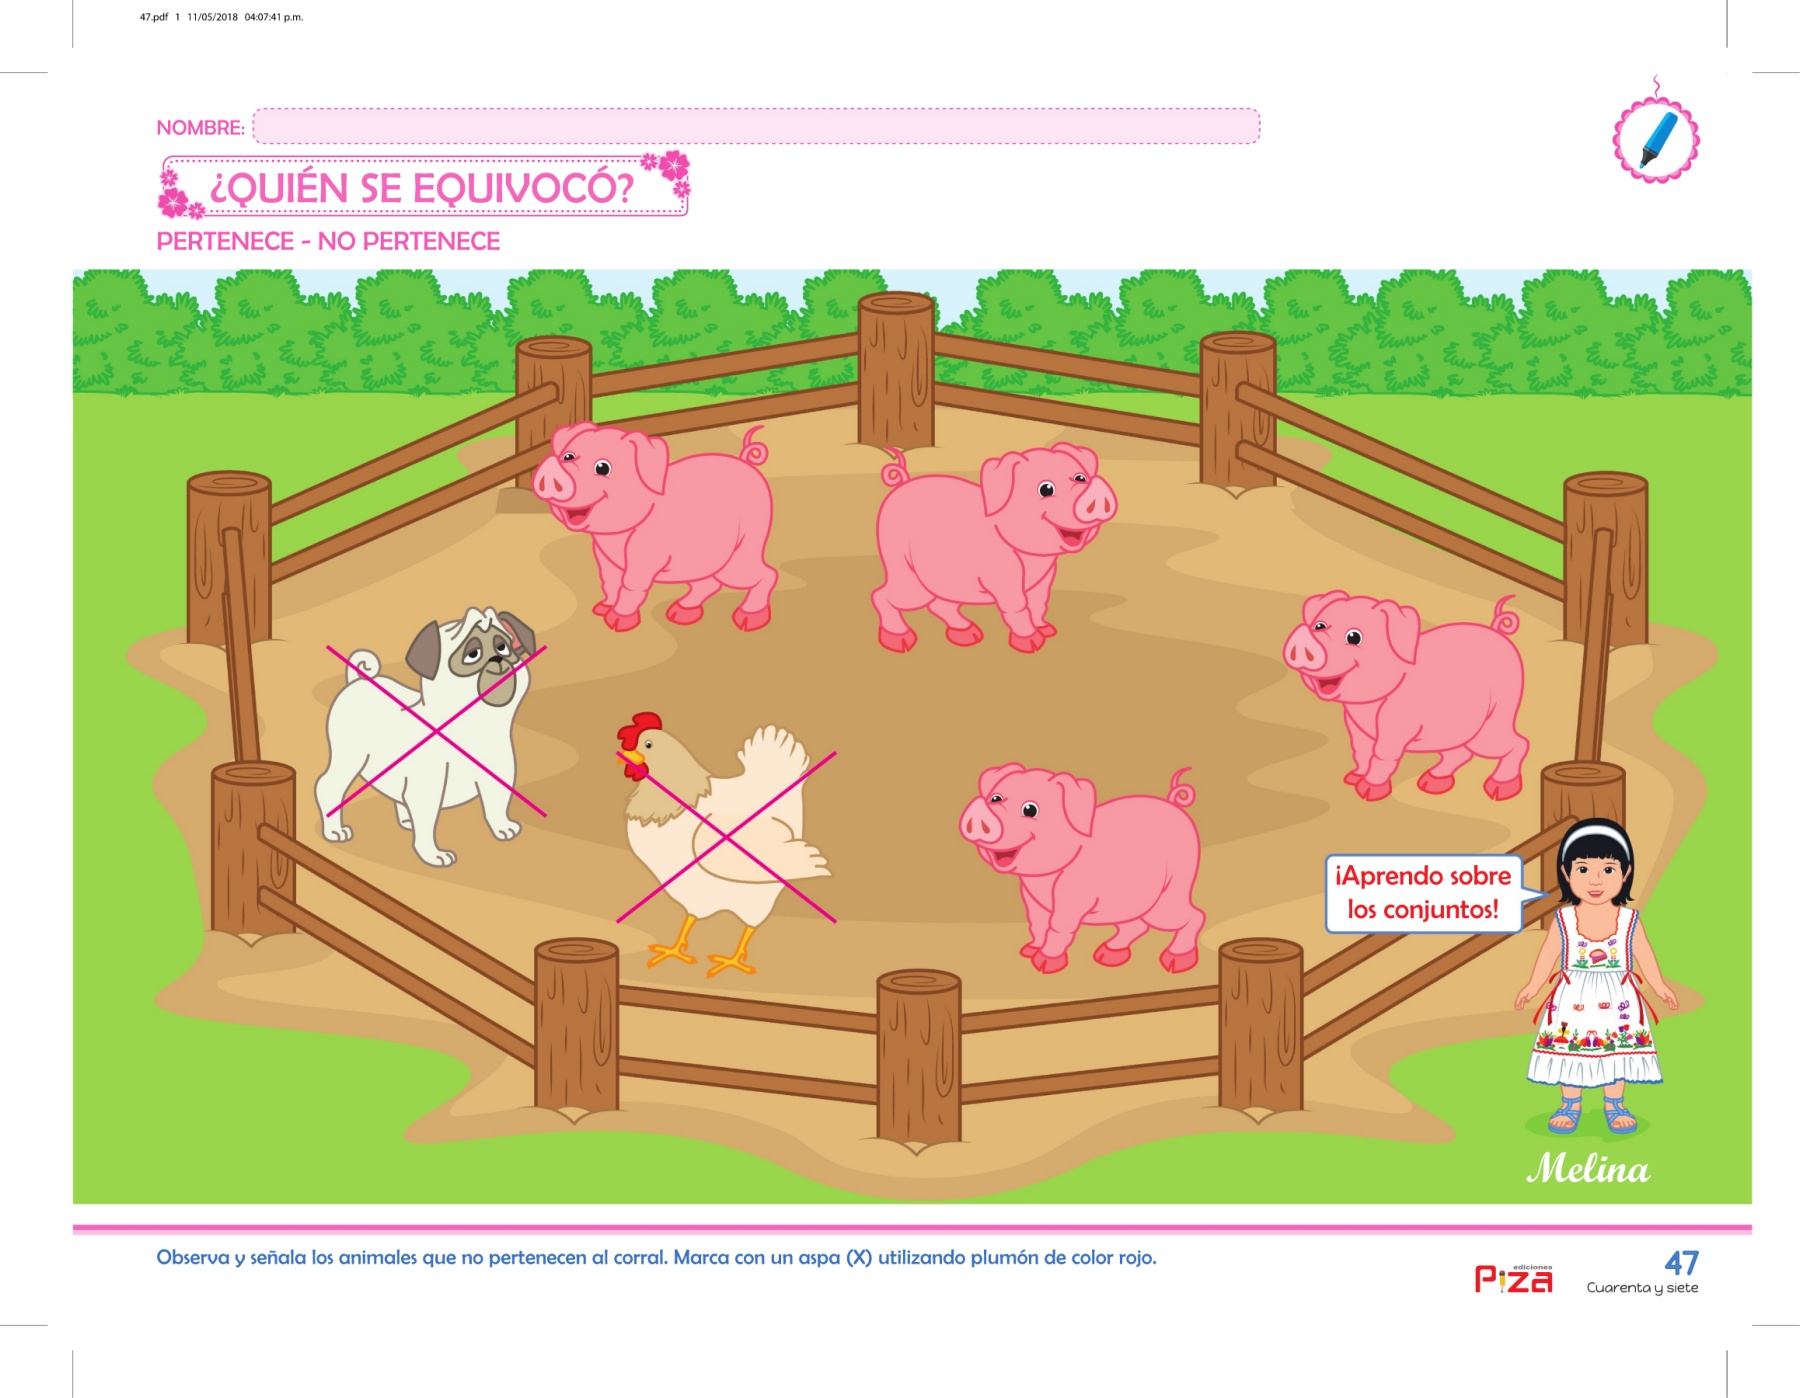 47.pdf 1 11/05/2018 04:07:41 p.m.
NOMBRE:
¿QUIÉN SE EQUIVOCÓ?
PERTENECE - NO PERTENECE
¡Aprendo sobre
los conjuntos!
Melina
Observa y señala los animales que no pertenecen al corral. Marca con un aspa (X) utilizando plumón de color rojo.
ediciones
Piza
47
Cuarenta y siete